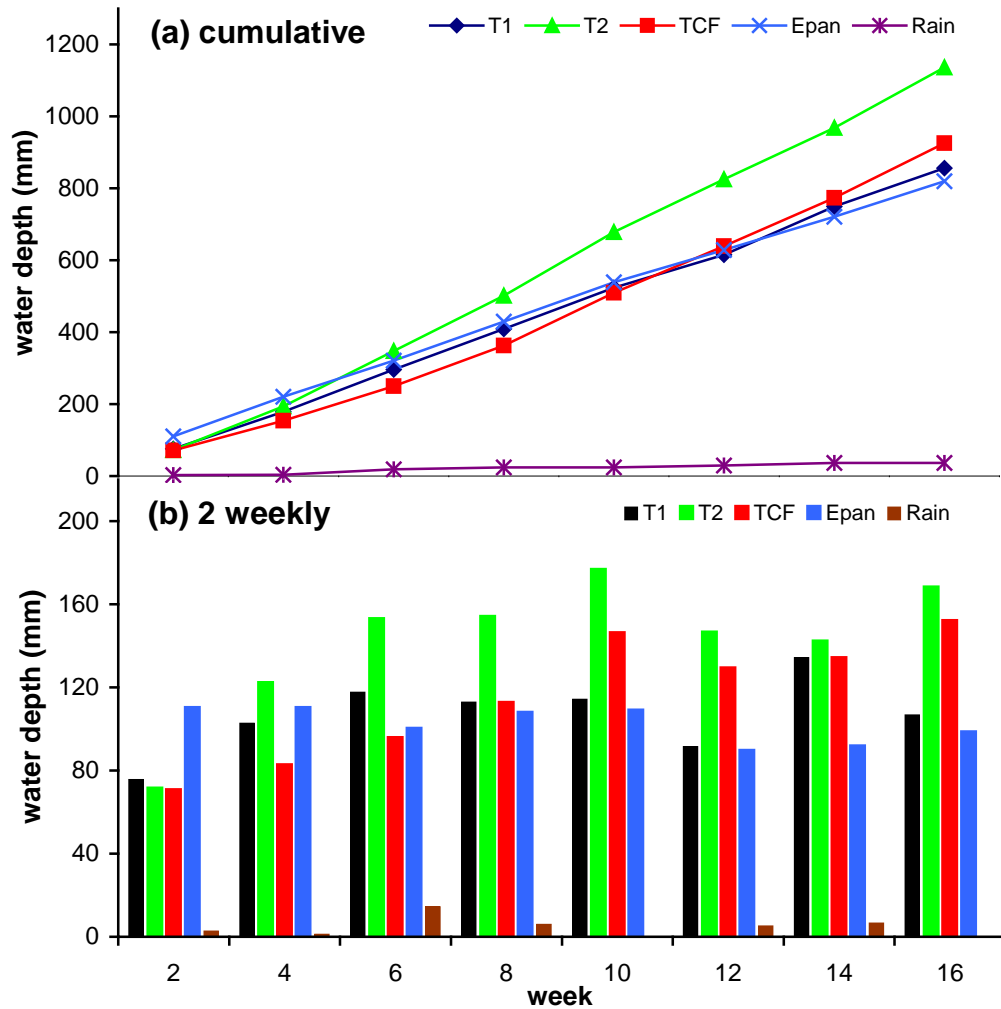 (a) cumulative
T1 T2 TCF Epan Rain
water depth (mm)
1200
1000
800
600
400
200
0
(b) 2 weekly
T1 T2 TCF Epan Rain
water depth (mm)
200
160
120
80
40
0
2 4 6 8 10 12 14 16
week